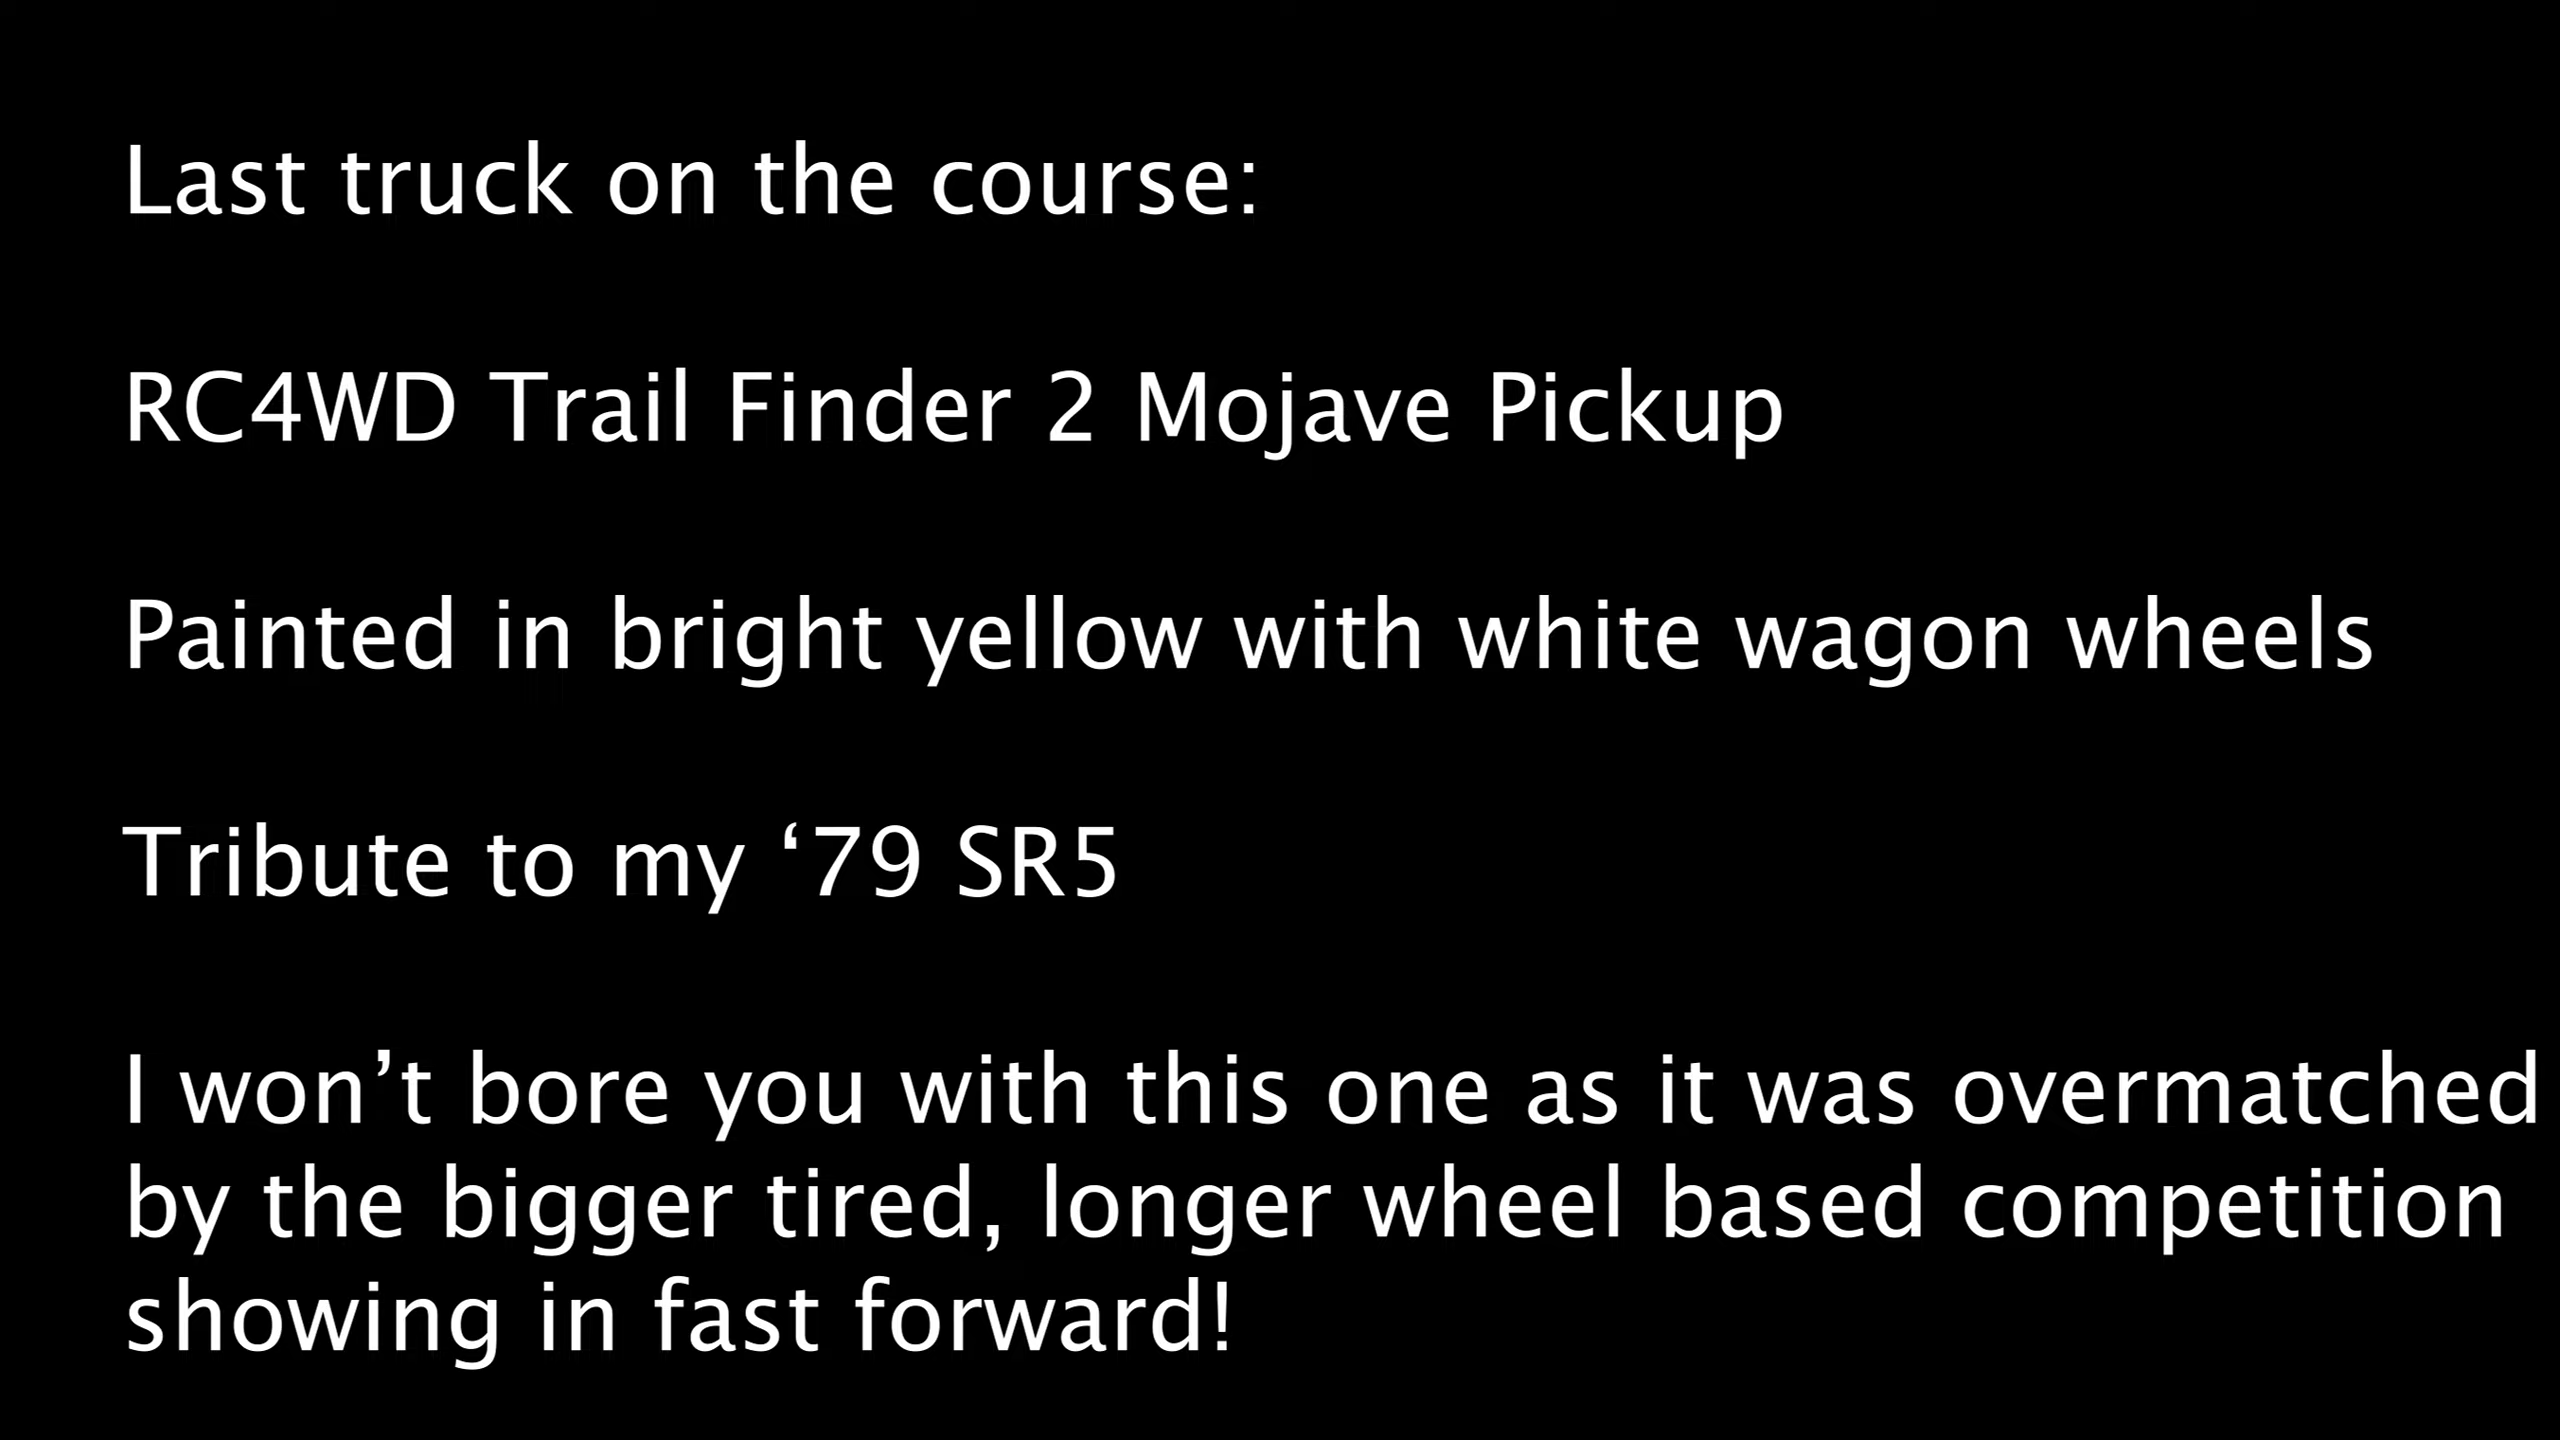 Last truck on the course:
RC4WD Trail Finder 2 Mojave Pickup
Painted in bright yellow with white wagon wheels
Tribute to my ‘79 SR5
I won’t bore you with this one as it was overmatched
by the bigger tired, longer wheel based competition
showing in fast forward!